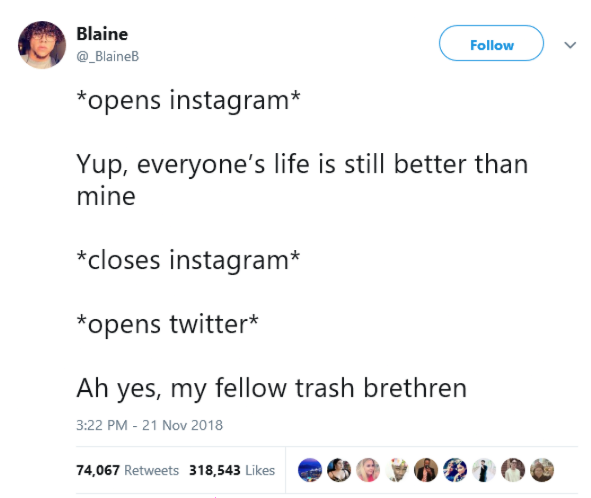 Blaine
@_BlaineB
Follow
*opens instagram*
Yup, everyone's life is still better than
mine
*closes instagram*
*opens twitter*
Ah yes, my fellow trash brethren
3:22 PM - 21 Nov 2018
74,067 Retweets 318,543 Likes